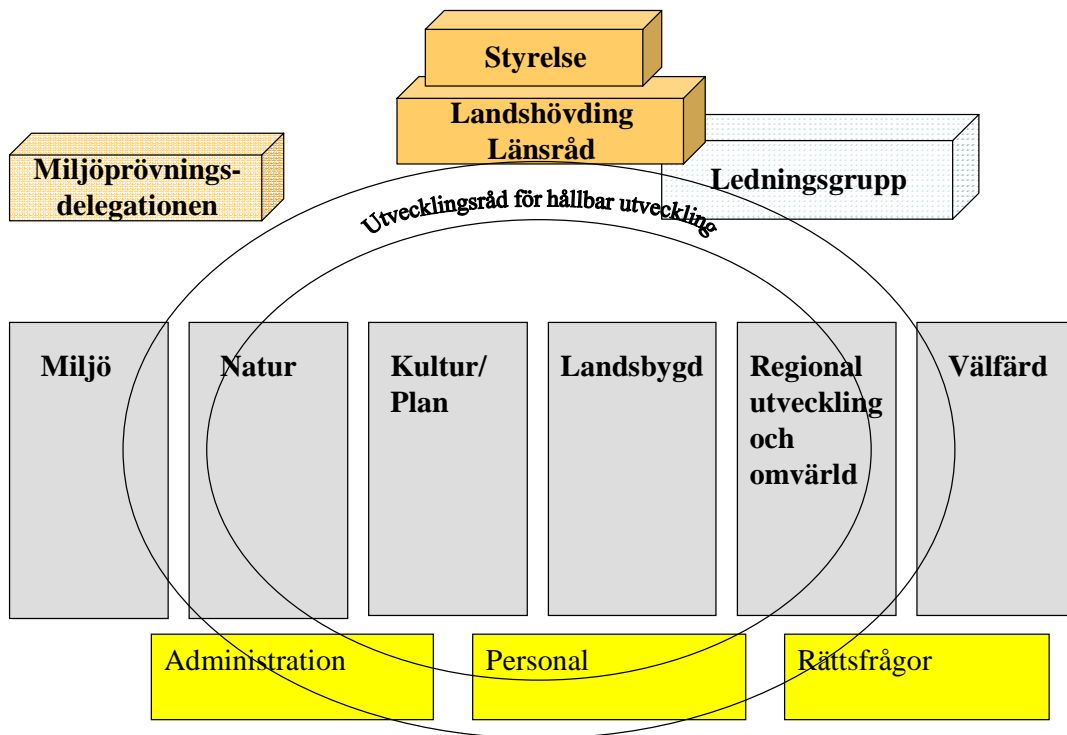 Styrelse
Landshövding
Länsråd
Miljöprövnings-
delegationen
Ledningsgrupp
Utvecklingsråd för hållbar utveckling
Miljö
Natur
Kultur/
Plan
Landsbygd
Regional
utveckling
och
omvärld
Välfärd
Administration
Personal
Rättsfrågor